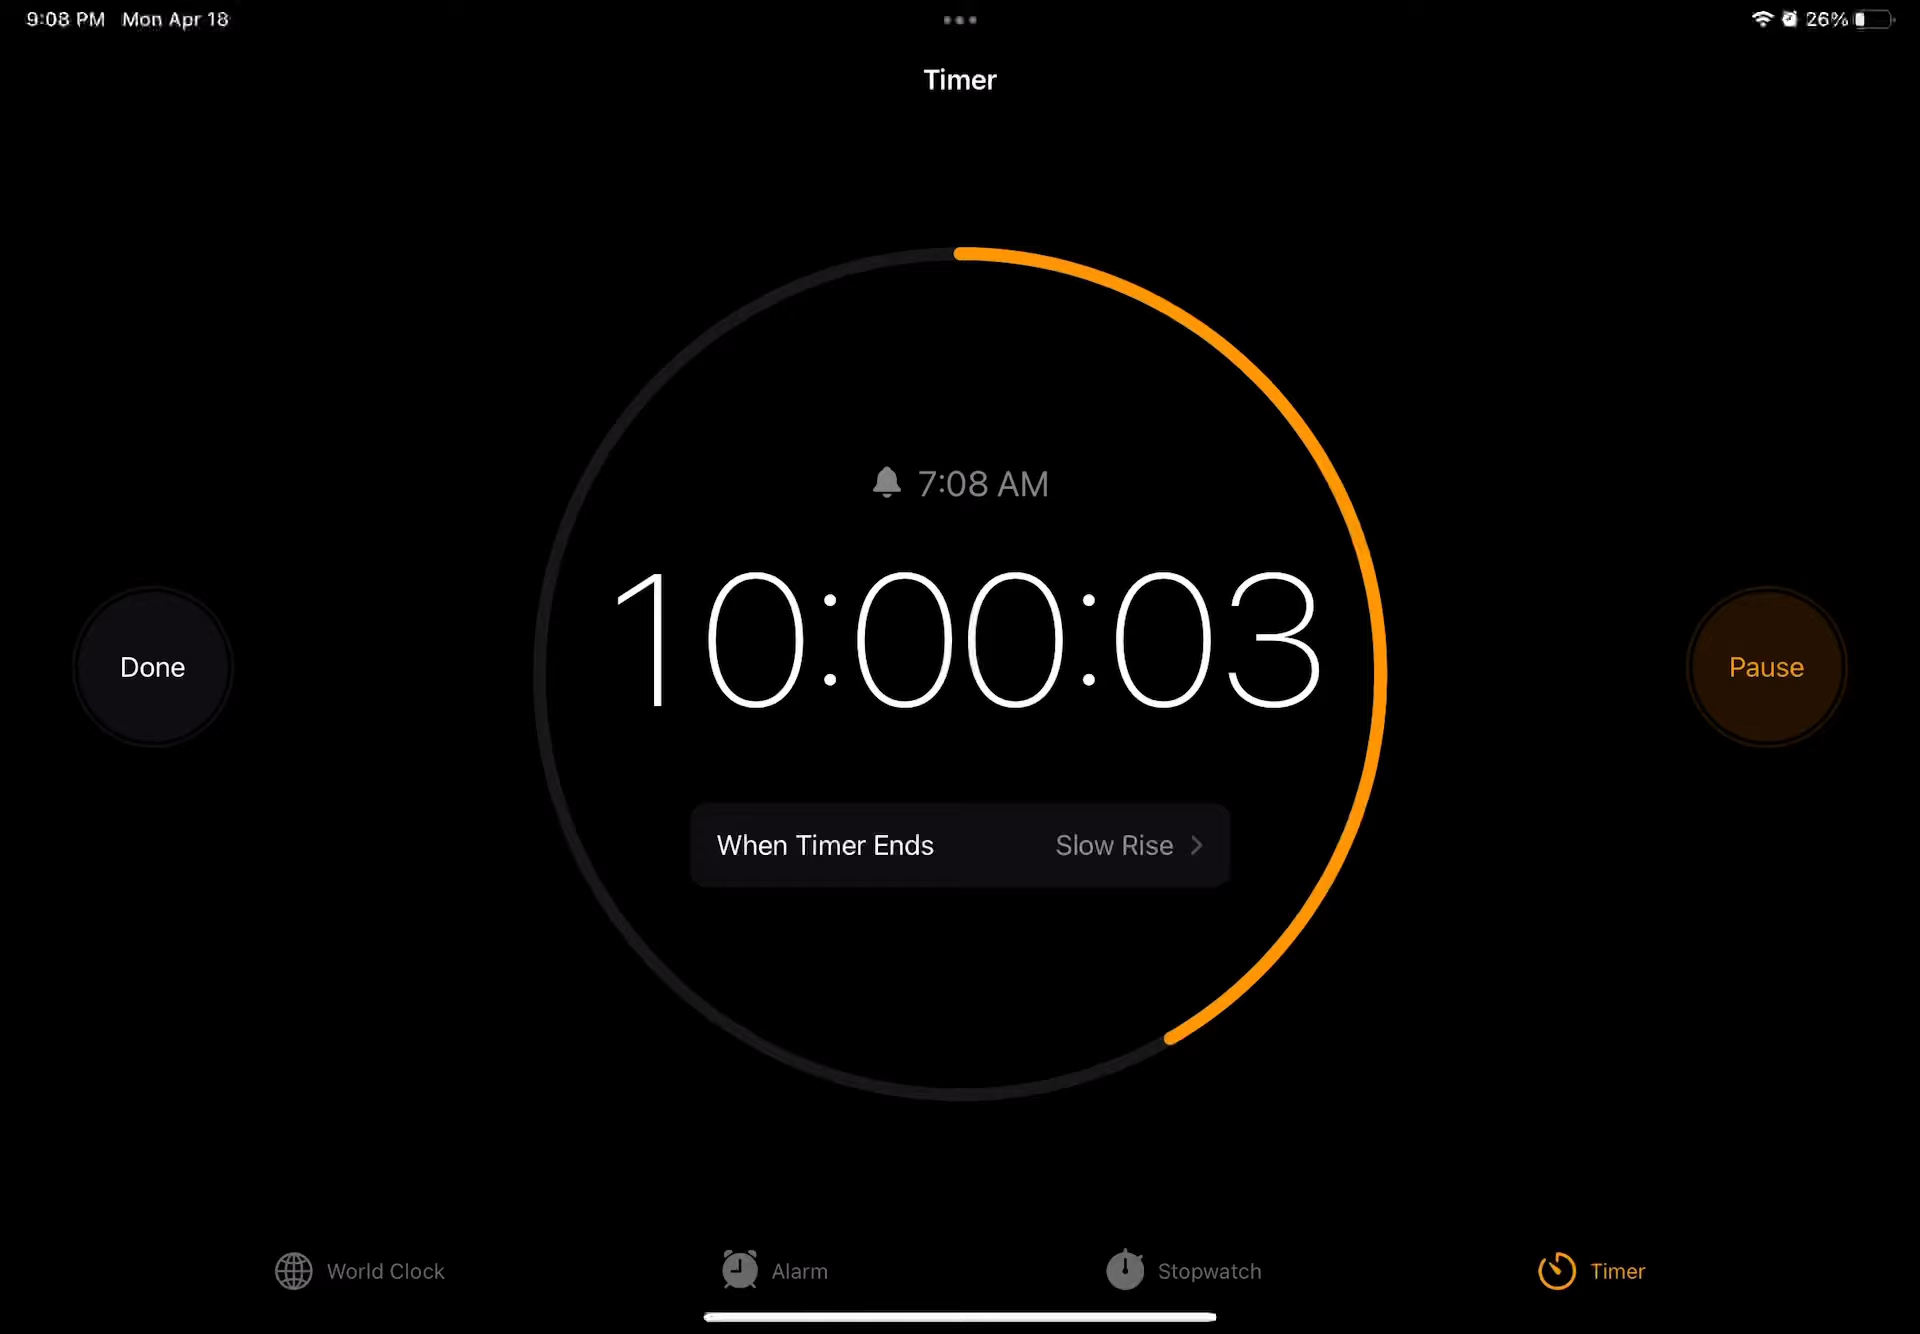 9:08 PM Mon Apr 18
26%
Timer
7:08 AM
10:00:03
Done
Pause
When Timer Ends Slow Rise
World Clock
Alarm
Stopwatch
Timer